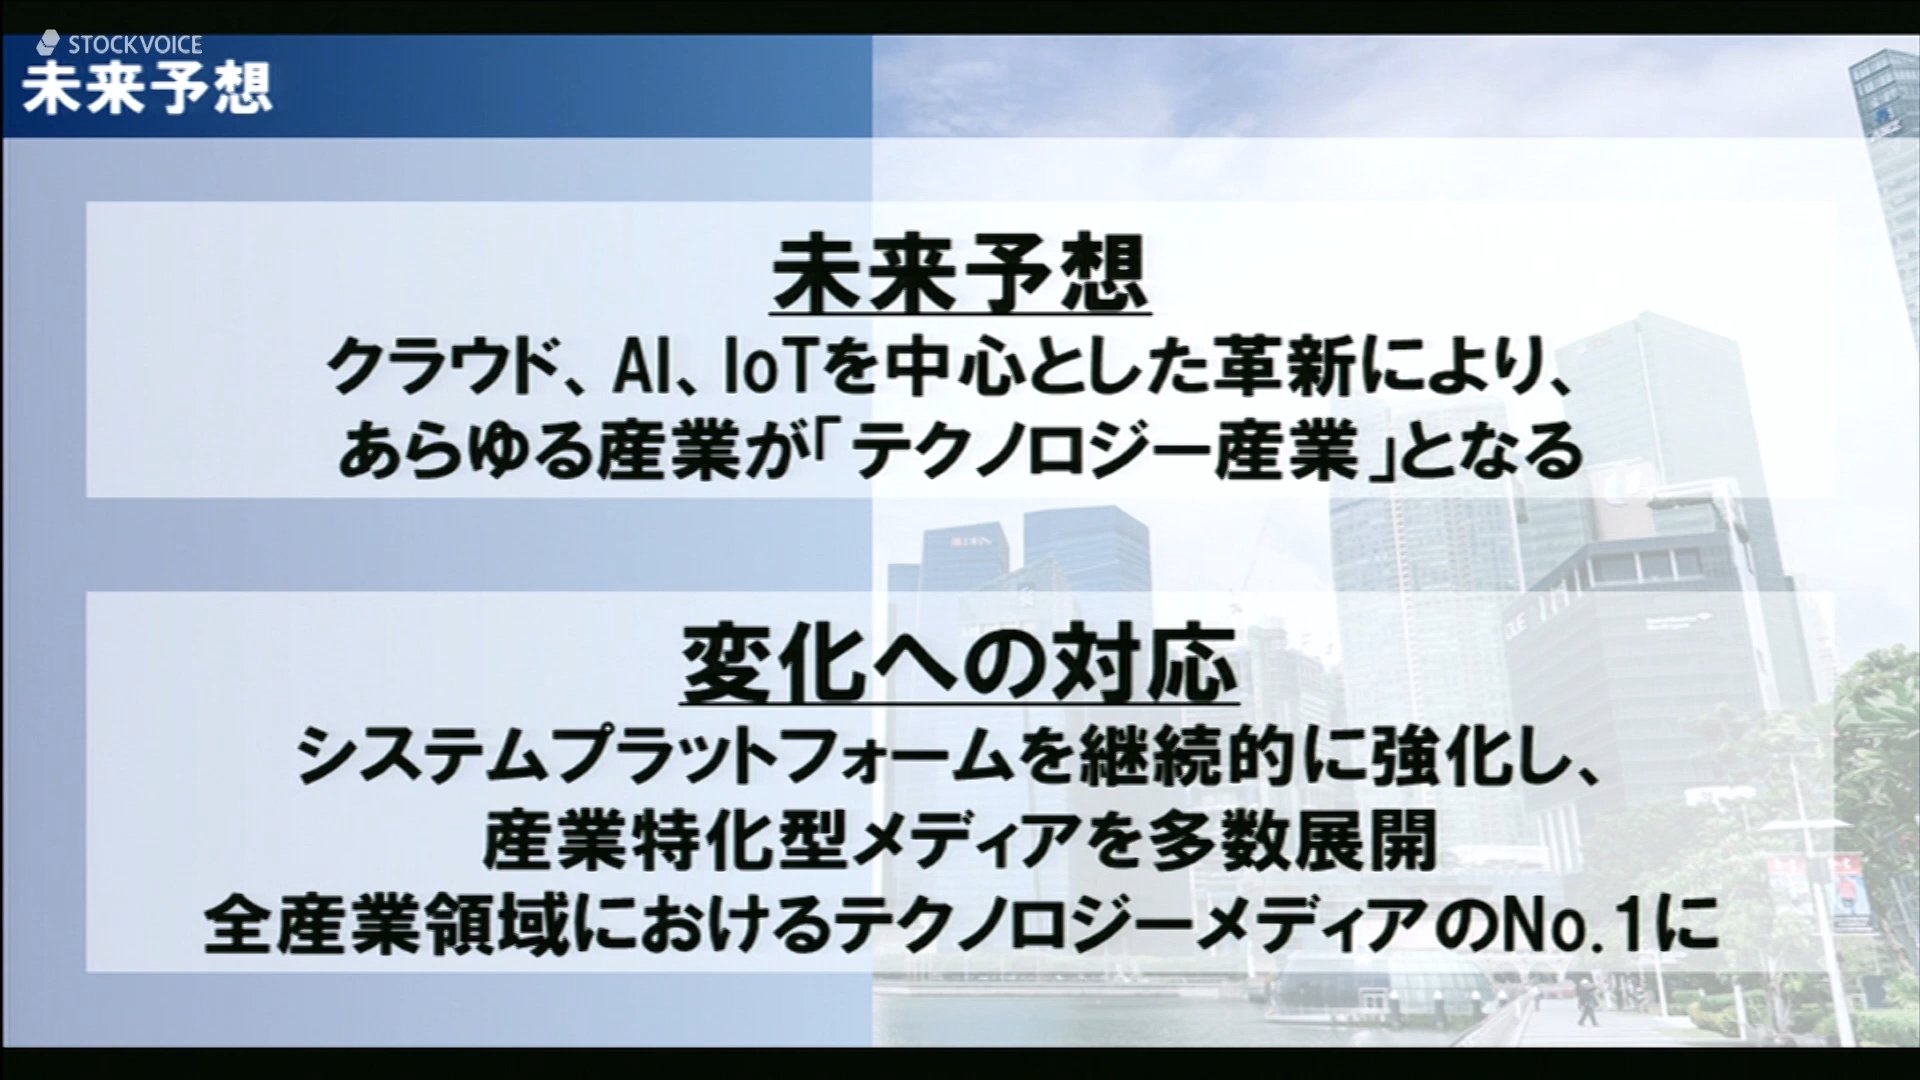 STOCKVOICE
未来予想
未来予想
クラウド、AI、IoTを中心とした革新により、
あらゆる産業が「テクノロジー産業」となる
変化への対応
システムプラットフォームを継続的に強化し、
産業特化型メディアを多数展開
全産業領域におけるテクノロジーメディアのNo.1に